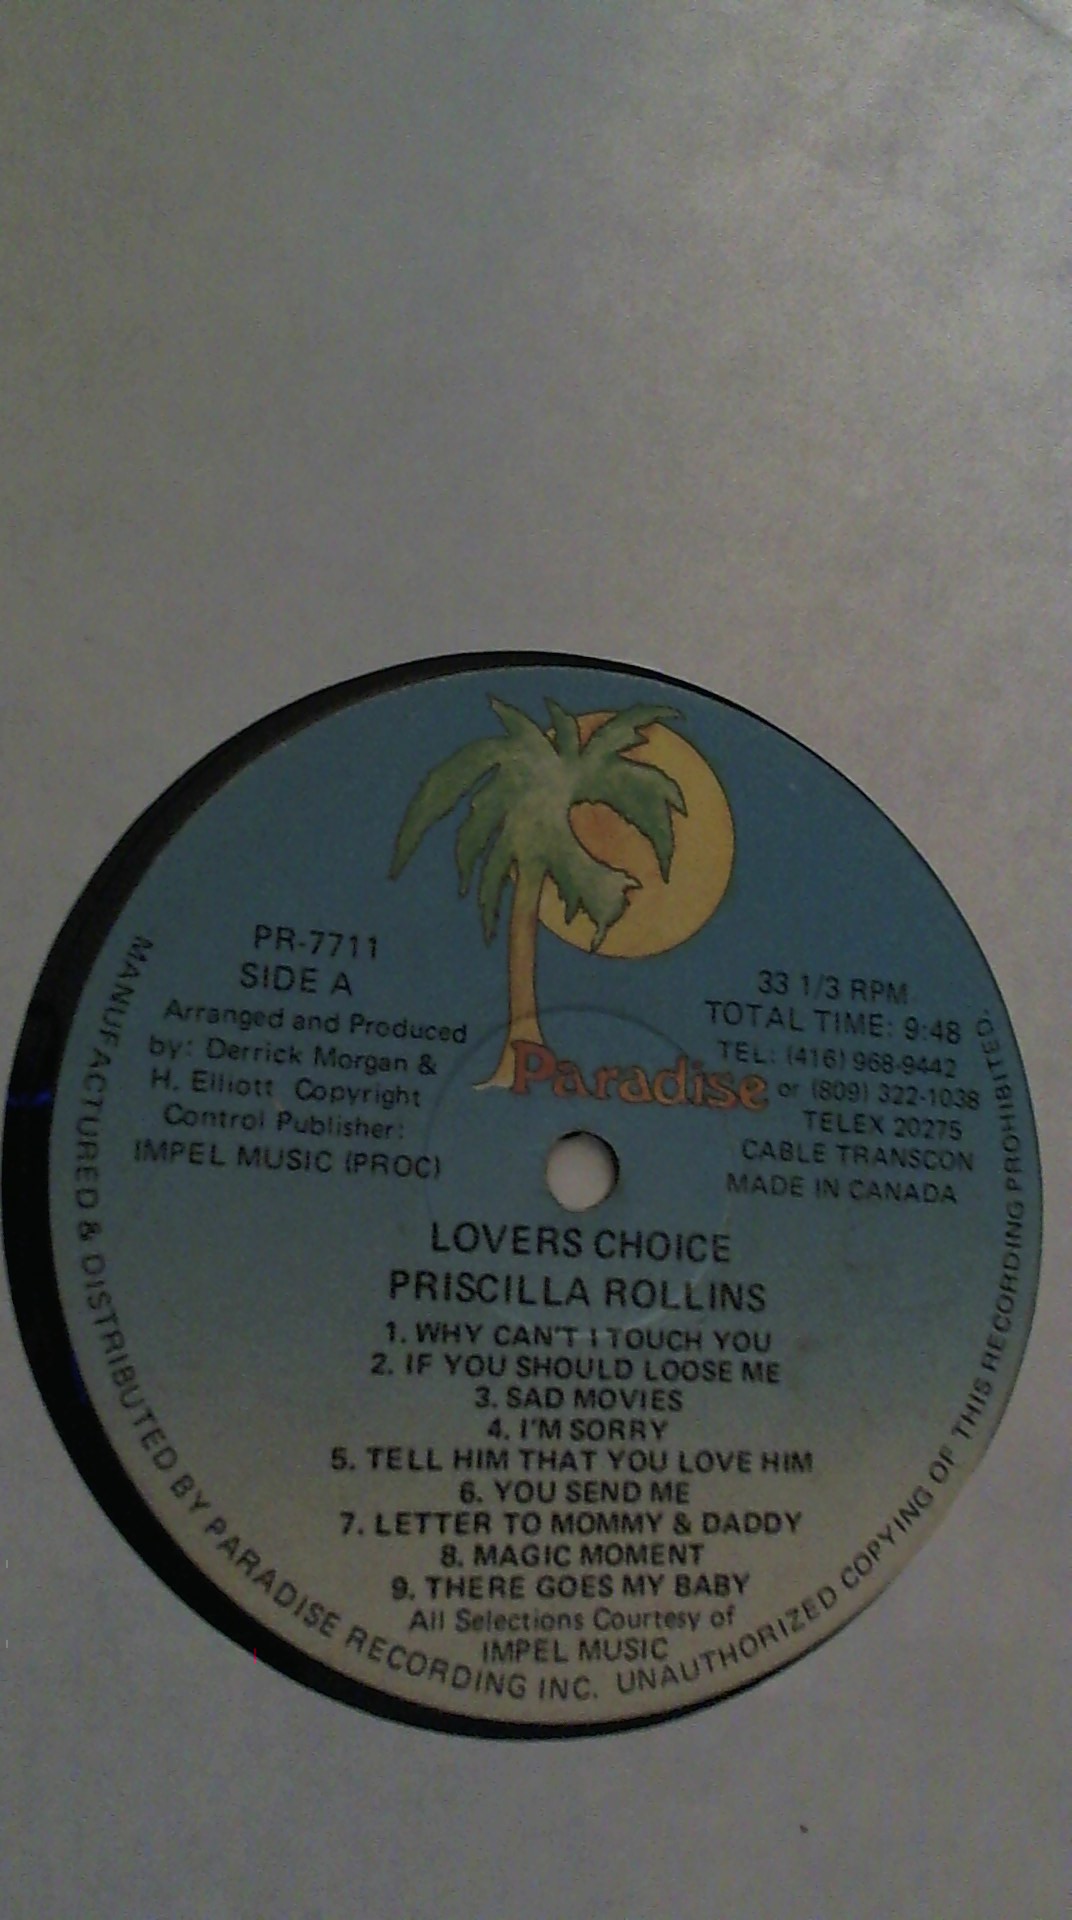 PR-7711
SIDE A
Arranged and Produced
by: Derrick Morgan &
H. Elliott Copyright
Control Publisher:
IMPEL MUSIC (PROC)
Paradise
33 1/3 RPM
TOTAL TIME: 9:48
TEL: (416) 968-9442
or (809) 322-1038
TELEX 20275
CABLE TRANSCON
MADE IN CANADA
LOVERS CHOICE
PRISCILLA ROLLINS
1. WHY CAN'T I TOUCH YOU
2. IF YOU SHOULD LOOSE ME
3. SAD MOVIES
4. I'M SORRY
5. TELL HIM THAT YOU LOVE HIM
6. YOU SEND ME
7. LETTER TO MOMMY & DADDY
8. MAGIC MOMENT
9. THERE GOES MY BABY
All Selections Courtesy of
IMPEL MUSIC
MANUFACTURED & DISTRIBUTED BY PARADISE RECORDING INC. UNAUTHORIZED COPYING OF THIS RECORDING PROHIBITED.